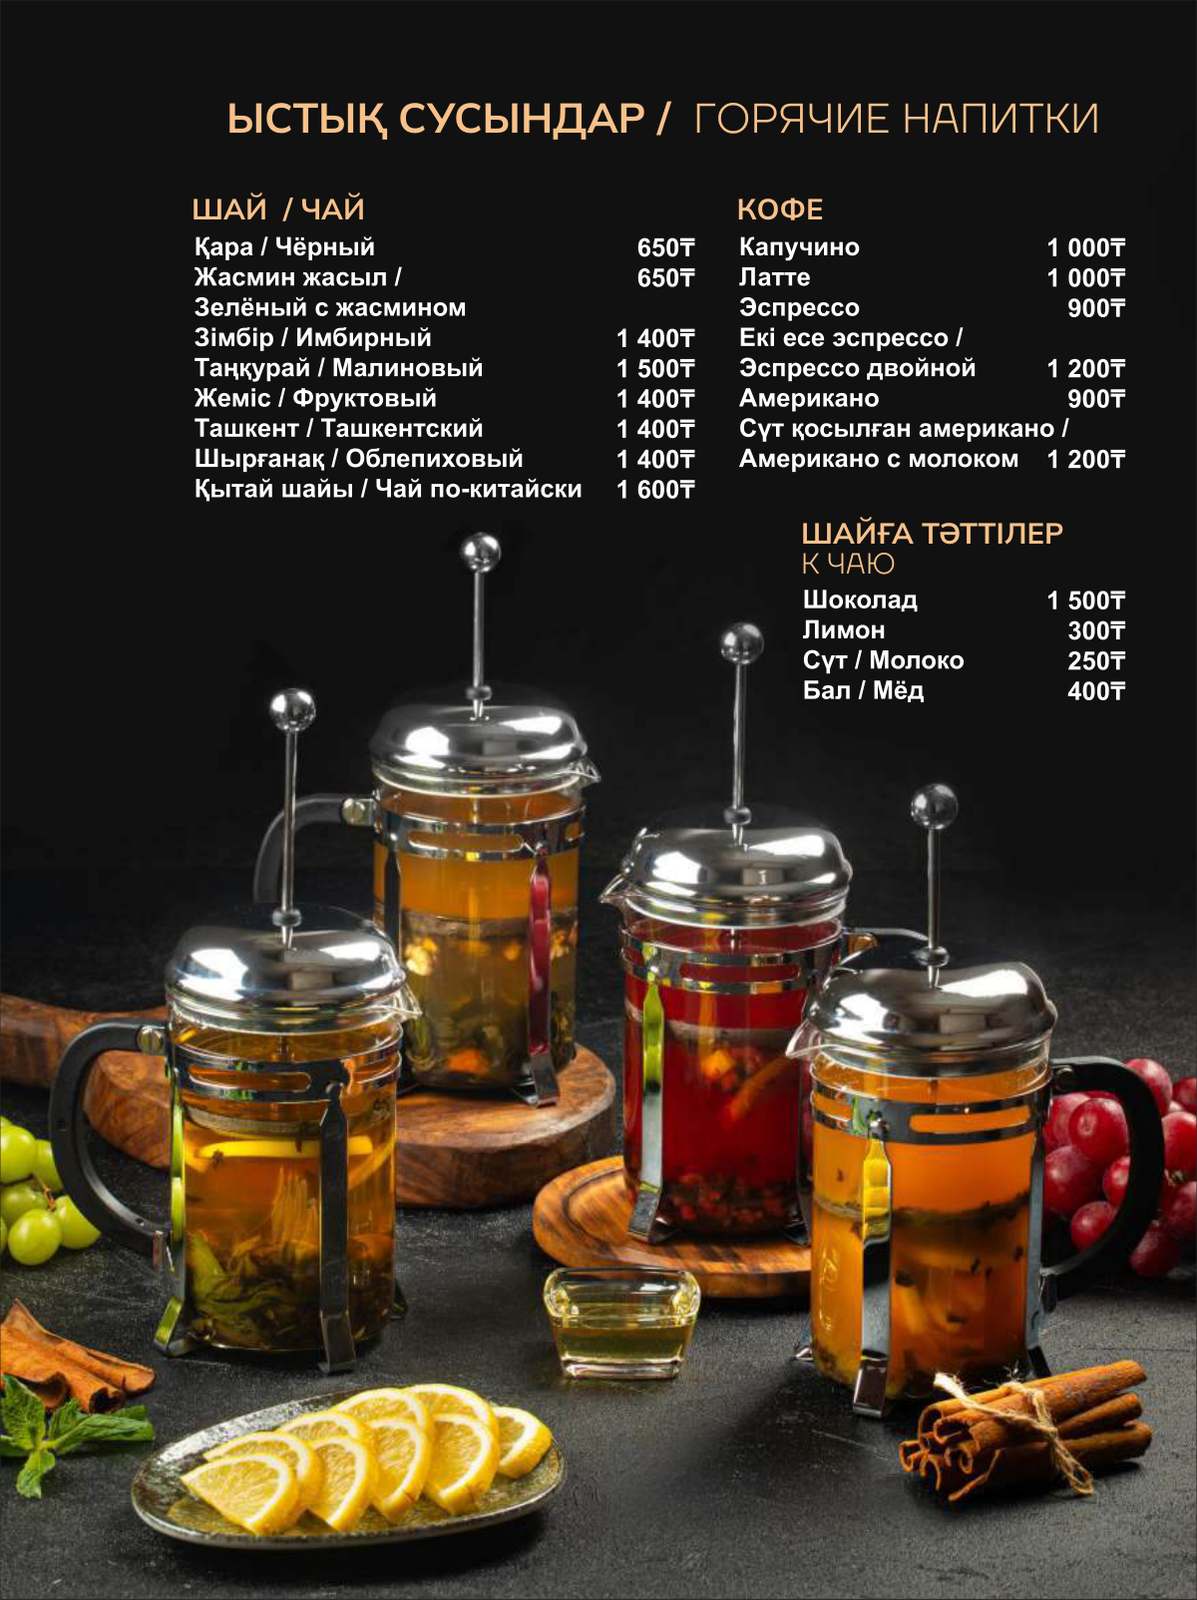 ЫСТЫҚ СУСЫНДАР / ГОРЯЧИЕ НАПИТКИ
ШАЙ / ЧАЙ
Қара / Чёрный 650₸
Жасмин жасыл / 650₸
Зелёный с жасмином
Зімбір / Имбирный 1 400₸
Таңқурай / Малиновый 1 500₸
Жеміс / Фруктовый 1 400₸
Ташкент / Ташкентский 1 400₸
Шырғанақ / Облепиховый 1 400₸
Қытай шайы / Чай по-китайски 1 600₸
КОФЕ
Капучино 1 000₸
Латте 1 000₸
Эспрессо 900₸
Екі есе эспрессо /
Эспрессо двойной 1 200₸
Американо 900₸
Сүт қосылған американо /
Американо с молоком 1 200₸
ШАЙҒА ТӘТТІЛЕР
К ЧАЮ
Шоколад 1 500₸
Лимон 300₸
Сүт / Молоко 250₸
Бал / Мёд 400₸